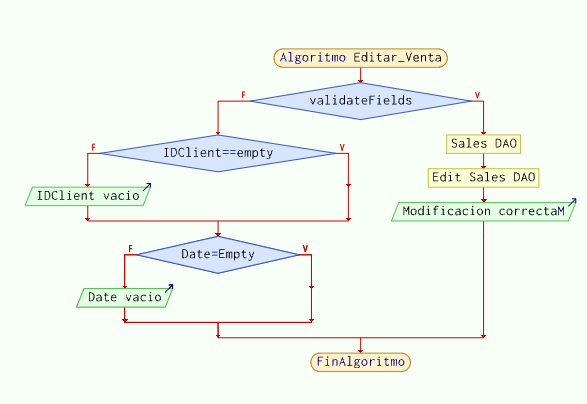 Algoritmo Editar_Venta
F
V
validateFields
F
V
IDClient==empty
Sales DAO
Edit Sales DAO
IDClient vacio
Modificacion correctaM
F
V
Date=Empty
Date vacio
FinAlgoritmo